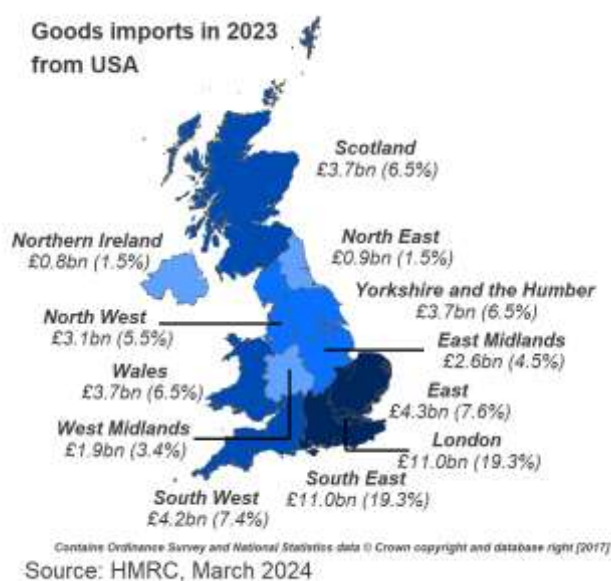 Goods imports in 2023
from USA
Scotland
£3.7bn (6.5%)
Northern Ireland
£0.8bn (1.5%)
North East
£0.9bn (1.5%)
Yorkshire and the Humber
£3.7bn (6.5%)
North West
£3.1bn (5.5%)
East Midlands
£2.6bn (4.5%)
Wales
£3.7bn (6.5%)
East
£4.3bn (7.6%)
West Midlands
£1.9bn (3.4%)
London
£11.0bn (19.3%)
South East
£11.0bn (19.3%)
South West
£4.2bn (7.4%)
Contains Ordinance Survey and National Statistics data © Crown copyright and database right [2017]
Source: HMRC, March 2024